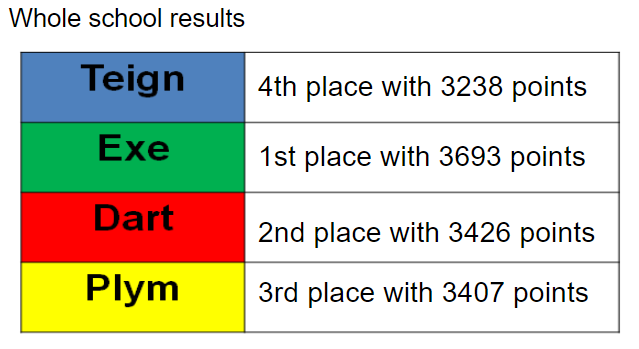 Whole school results
Teign 4th place with 3238 points
Exe 1st place with 3693 points
Dart 2nd place with 3426 points
Plym 3rd place with 3407 points